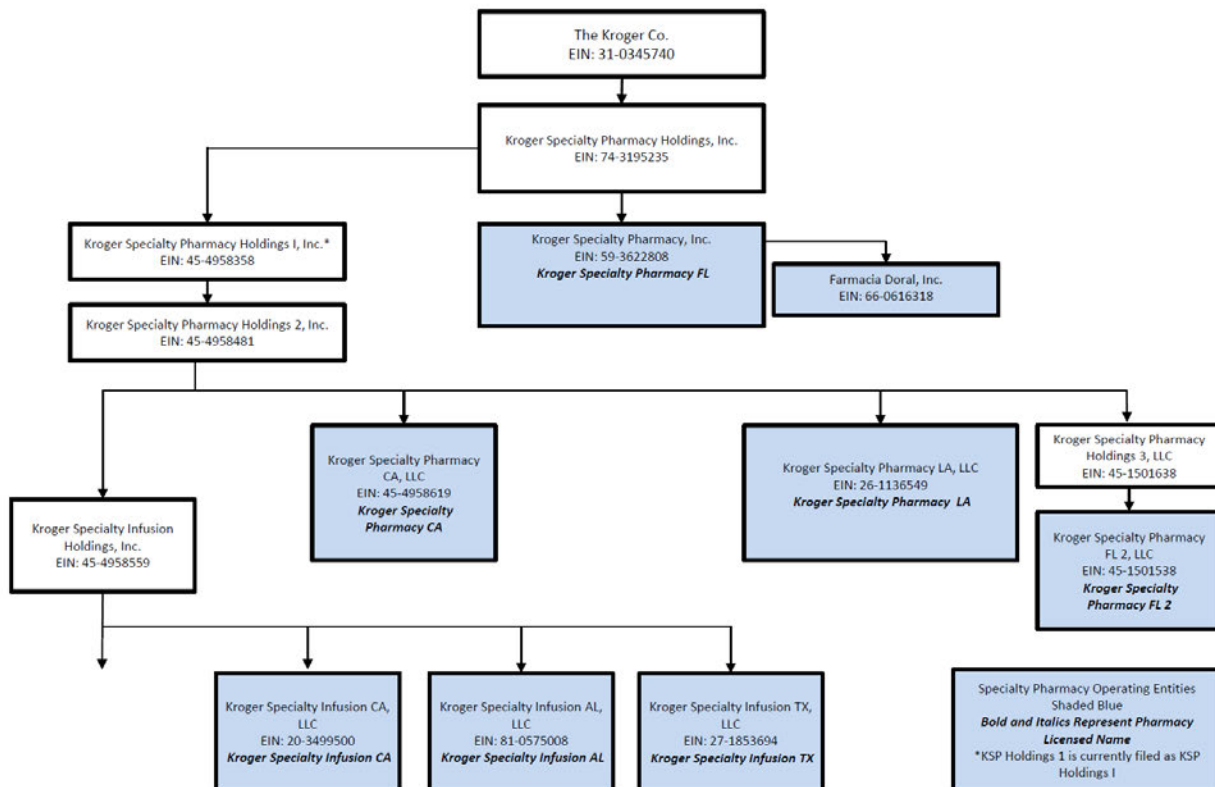 The Kroger Co.
EIN: 31-0345740
Kroger Specialty Pharmacy Holdings, Inc.
EIN: 74-3195235
Kroger Specialty Pharmacy Holdings I, Inc.*
EIN: 45-4958358
Kroger Specialty Pharmacy, Inc.
EIN: 59-3622808
Kroger Specialty Pharmacy FL
Farmacia Doral, Inc.
EIN: 66-0616318
Kroger Specialty Pharmacy Holdings 2, Inc.
EIN: 45-4958481
Kroger Specialty Infusion
Holdings, Inc.
EIN: 45-4958559
Kroger Specialty Pharmacy
CA, LLC
EIN: 45-4958619
Kroger Specialty
Pharmacy CA
Kroger Specialty Pharmacy LA, LLC
EIN: 26-1136549
Kroger Specialty Pharmacy LA
Kroger Specialty Pharmacy
Holdings 3, LLC
EIN: 45-1501638
Kroger Specialty Pharmacy
FL 2, LLC
EIN: 45-1501538
Kroger Specialty
Pharmacy FL 2
Kroger Specialty Infusion CA,
LLC
EIN: 20-3499500
Kroger Specialty Infusion CA
Kroger Specialty Infusion AL,
LLC
EIN: 81-0575008
Kroger Specialty Infusion AL
Kroger Specialty Infusion TX,
LLC
EIN: 27-1853694
Kroger Specialty Infusion TX
Specialty Pharmacy Operating Entities
Shaded Blue
Bold and Italics Represent Pharmacy
Licensed Name
*KSP Holdings 1 is currently filed as KSP
Holdings I